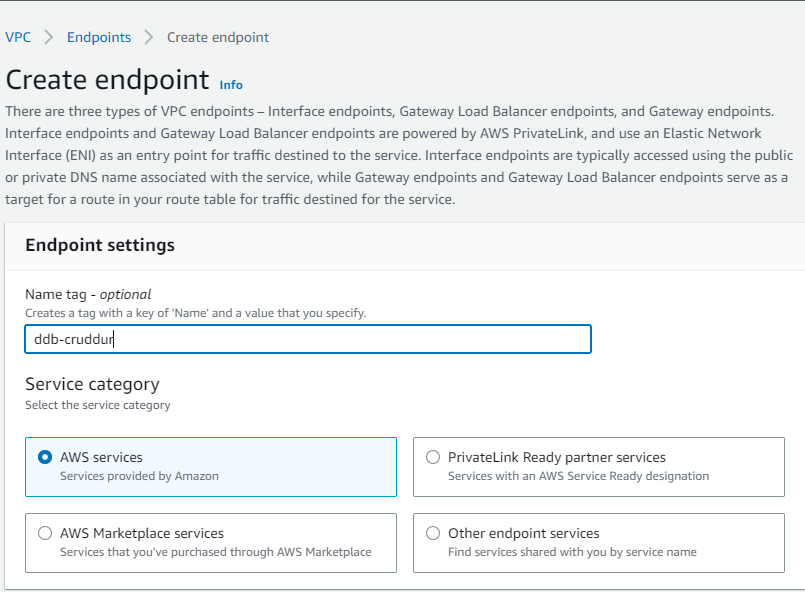 VPC > Endpoints > Create endpoint
Create endpoint Info
There are three types of VPC endpoints – Interface endpoints, Gateway Load Balancer endpoints, and Gateway endpoints.
Interface endpoints and Gateway Load Balancer endpoints are powered by AWS PrivateLink, and use an Elastic Network
Interface (ENI) as an entry point for traffic destined to the service. Interface endpoints are typically accessed using the public
or private DNS name associated with the service, while Gateway endpoints and Gateway Load Balancer endpoints serve as a
target for a route in your route table for traffic destined for the service.
Endpoint settings
Name tag - optional
Creates a tag with a key of 'Name' and a value that you specify.
ddb-cruddur
Service category
Select the service category
AWS services
Services provided by Amazon
PrivateLink Ready partner services
Services with an AWS Service Ready designation
AWS Marketplace services
Services that you've purchased through AWS Marketplace
Other endpoint services
Find services shared with you by service name